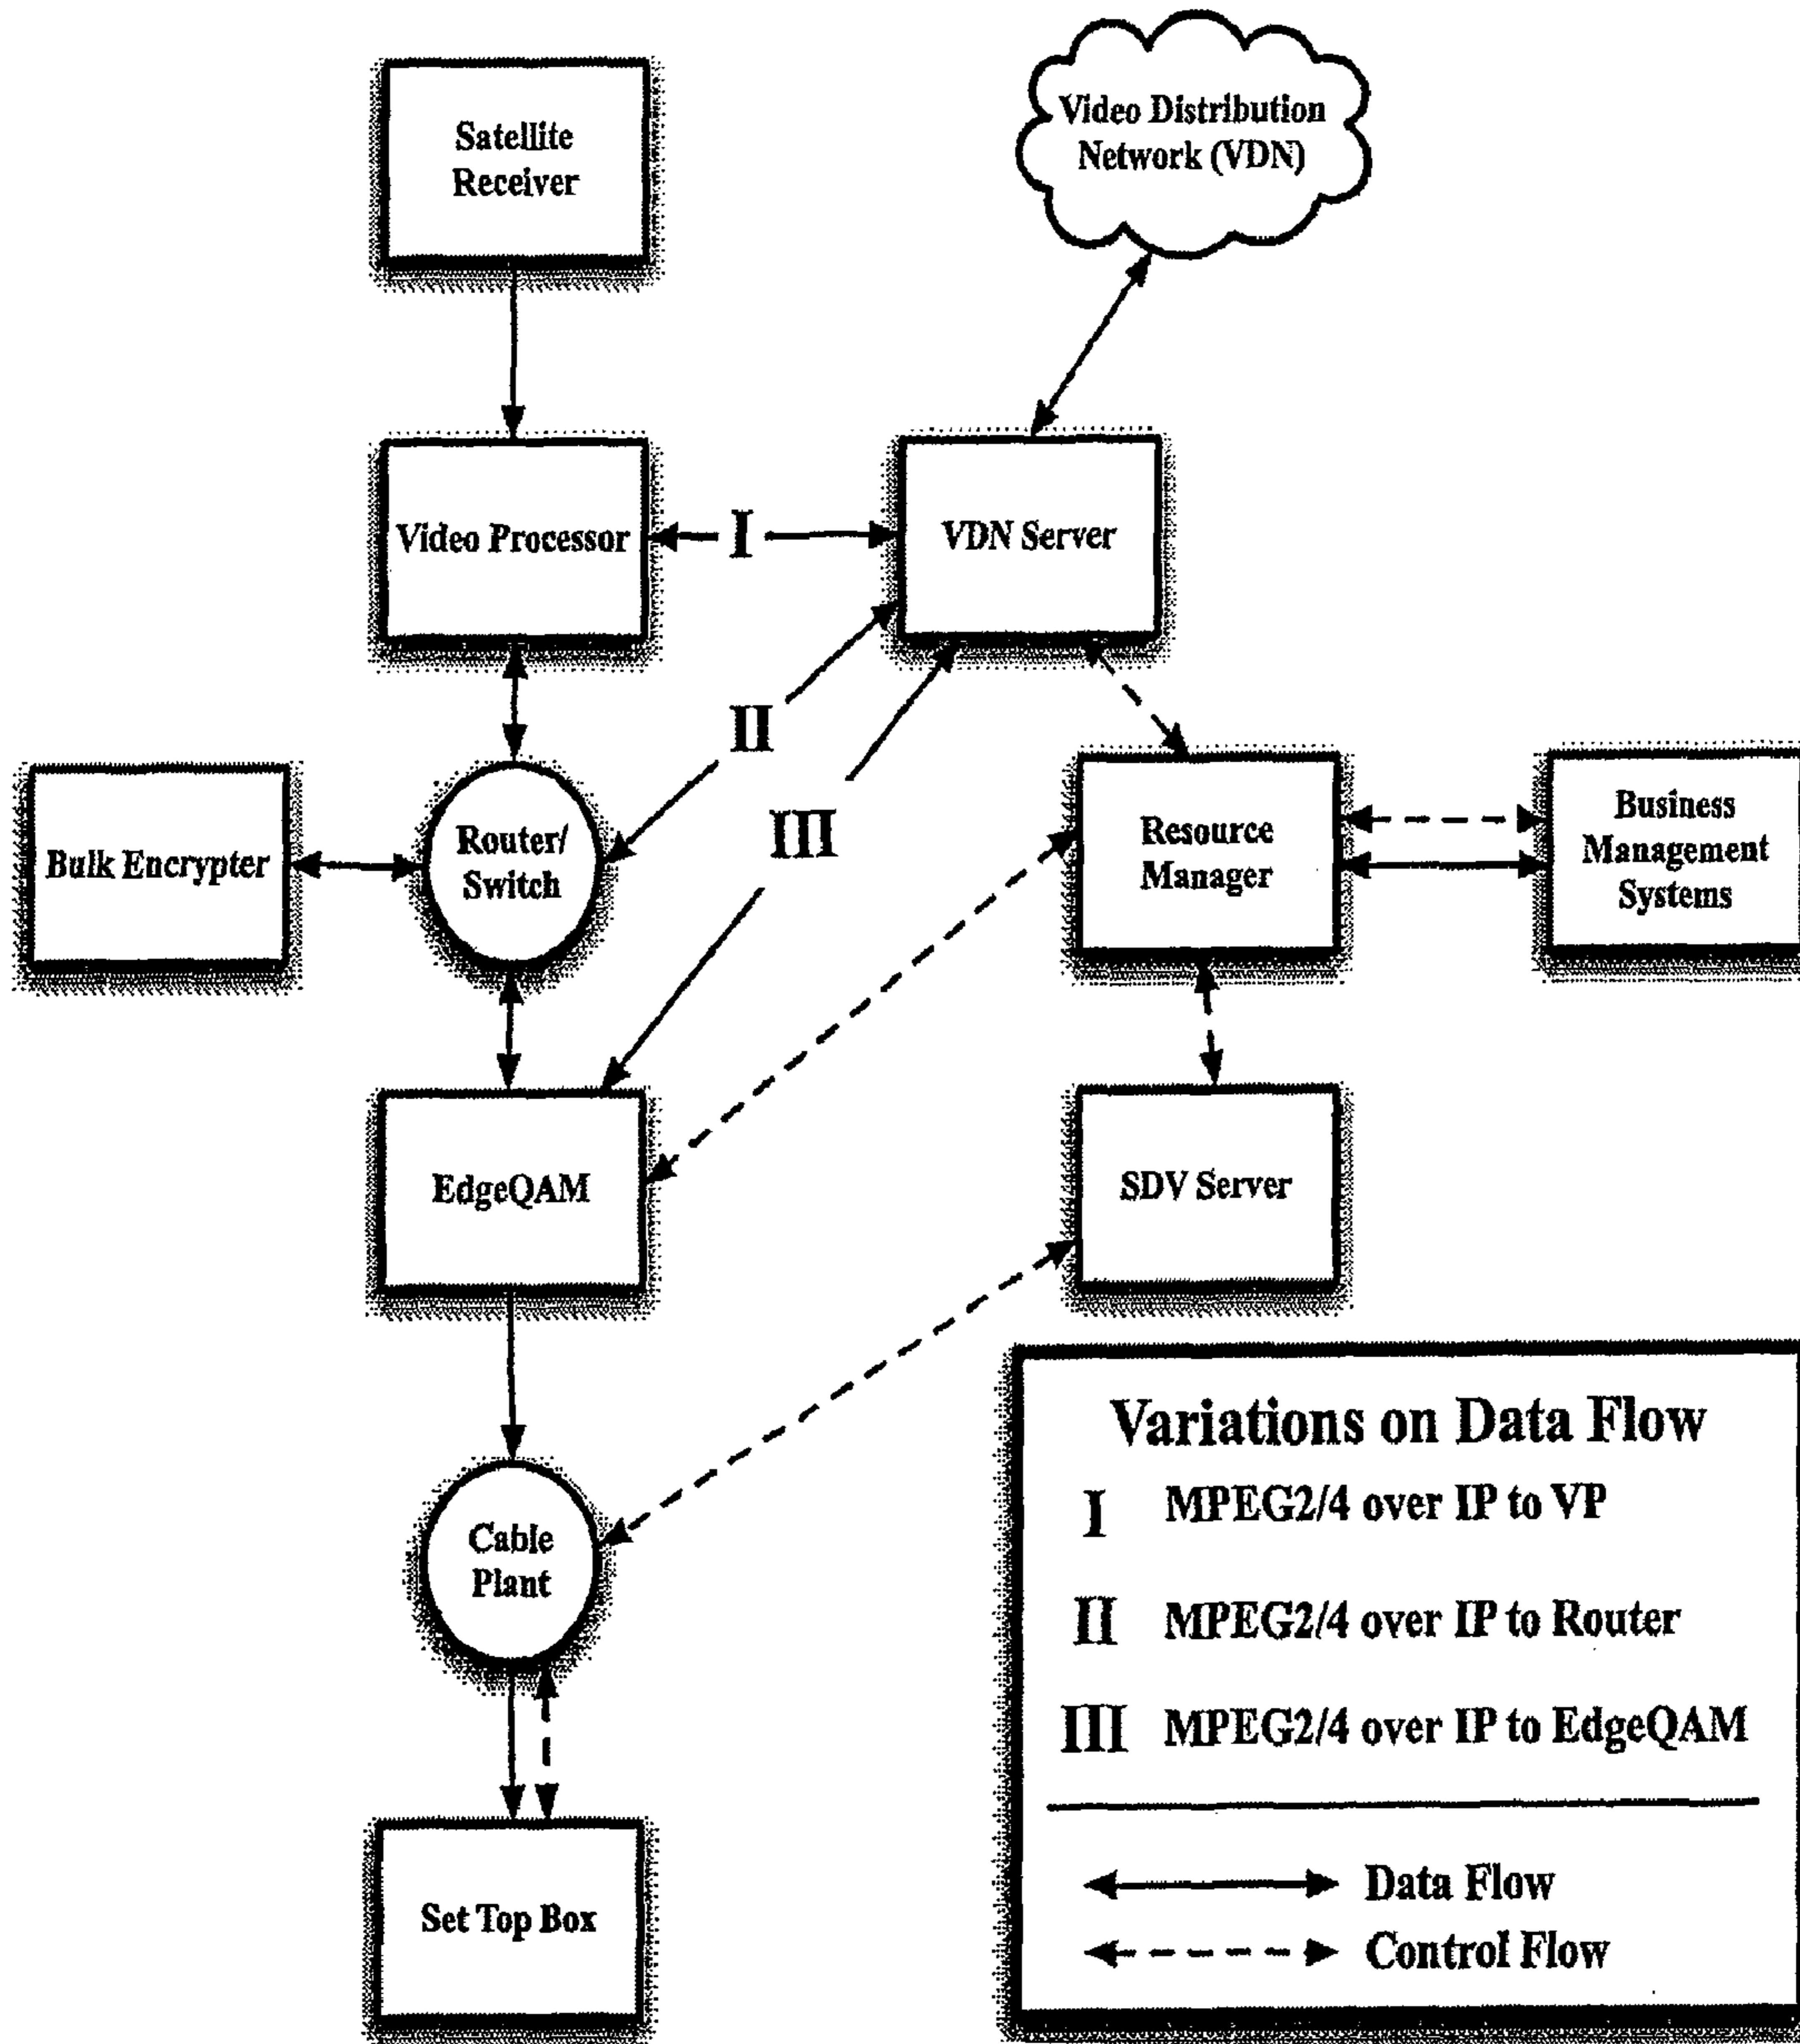 Satellite
Receiver
Video Distribution
Network (VDN)
Video Processor
I
VDN Server
II
III
Bulk Encrypter
Router/
Switch
Resource
Manager
Business
Management
Systems
EdgeQAM
SDV Server
Cable
Plant
Set Top Box
Variations on Data Flow
I MPEG2/4 over IP to VP
II MPEG2/4 over IP to Router
III MPEG2/4 over IP to EdgeQAM
Data Flow
Control Flow